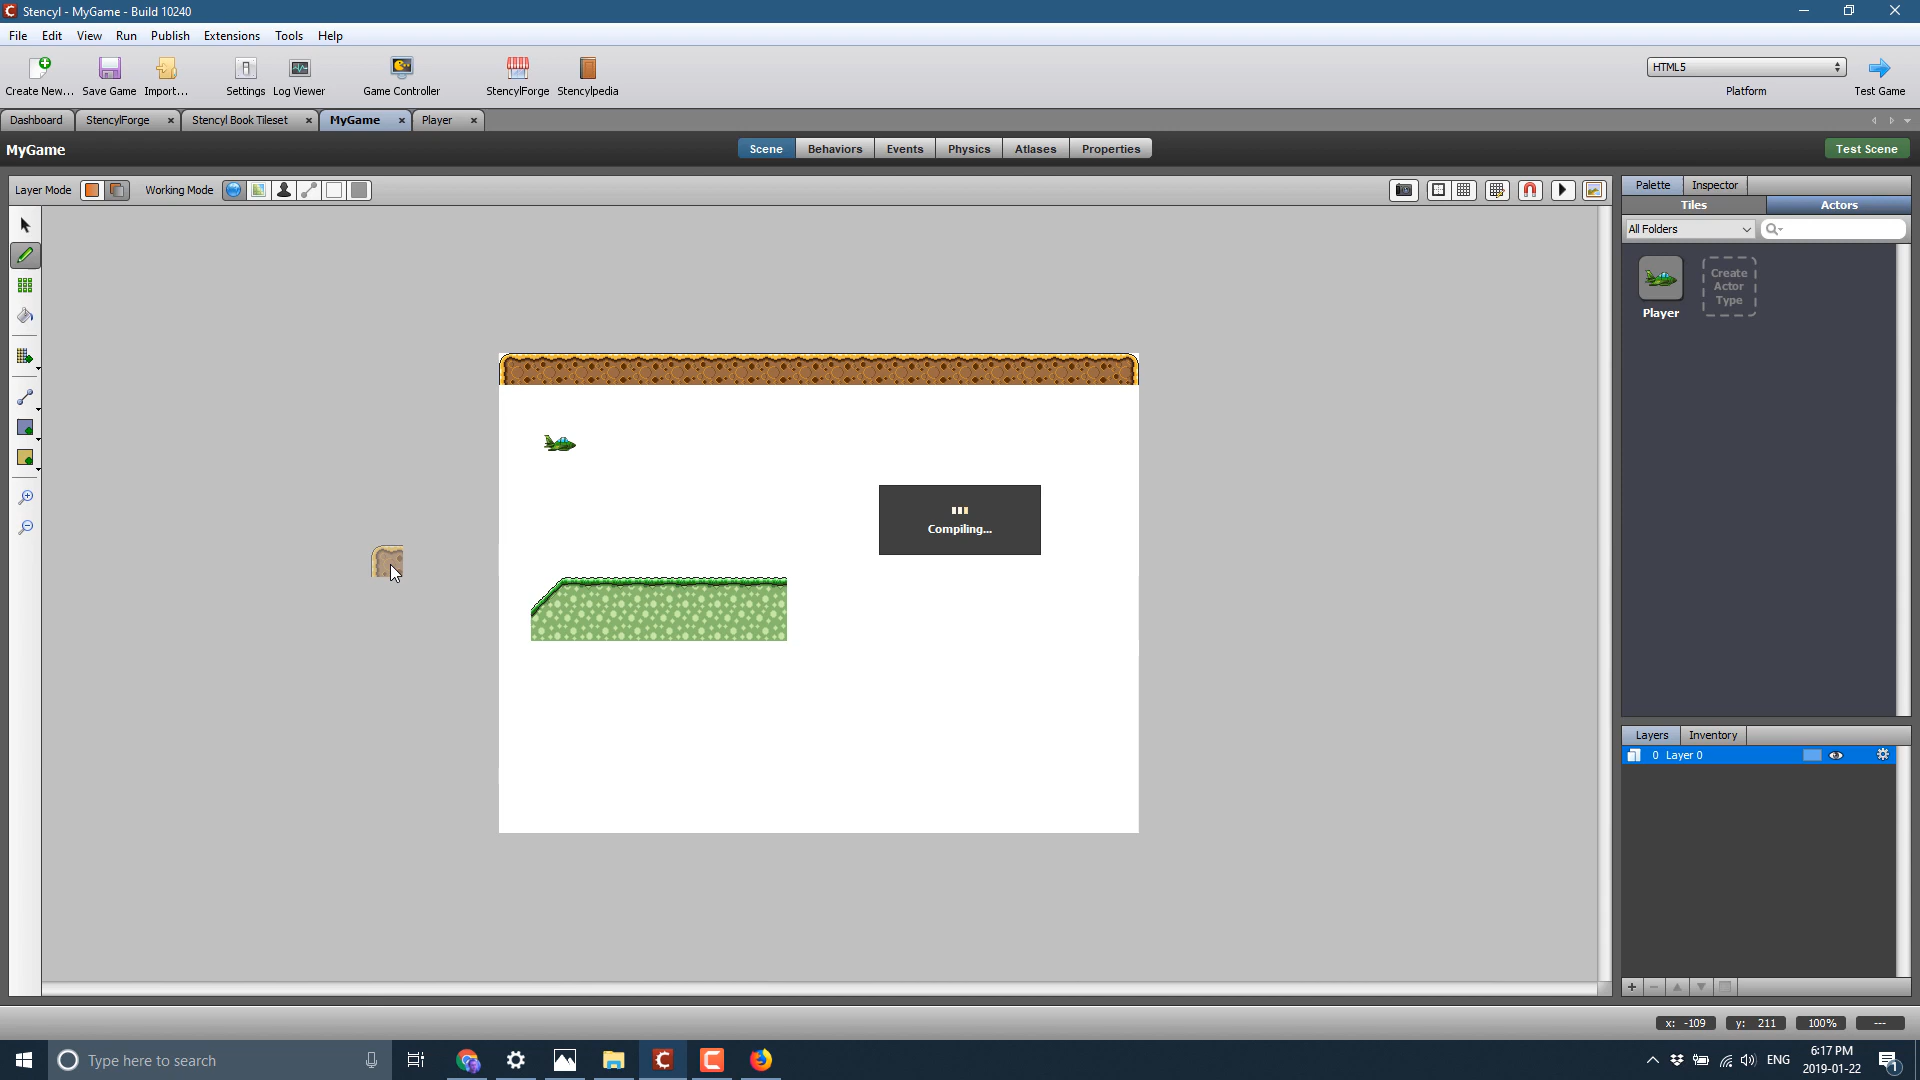 Stencyl - MyGame - Build 10240
File Edit View Run Publish Extensions Tools Help
Create New... Save Game Import... Settings Log Viewer Game Controller StencylForge Stencylpedia
HTML5
Platform
Test Game
Dashboard StencylForge Stencyl Book Tileset MyGame Player
MyGame
Scene Behaviors Events Physics Atlases Properties
Test Scene
Layer Mode Working Mode
Palette Inspector
Tiles Actors
All Folders
Player
Create
Actor
Type
Compiling...
Layers Inventory
0 Layer 0
x: -109 y: 211 100% ---
Type here to search
ENG
6:17 PM
2019-01-22
1